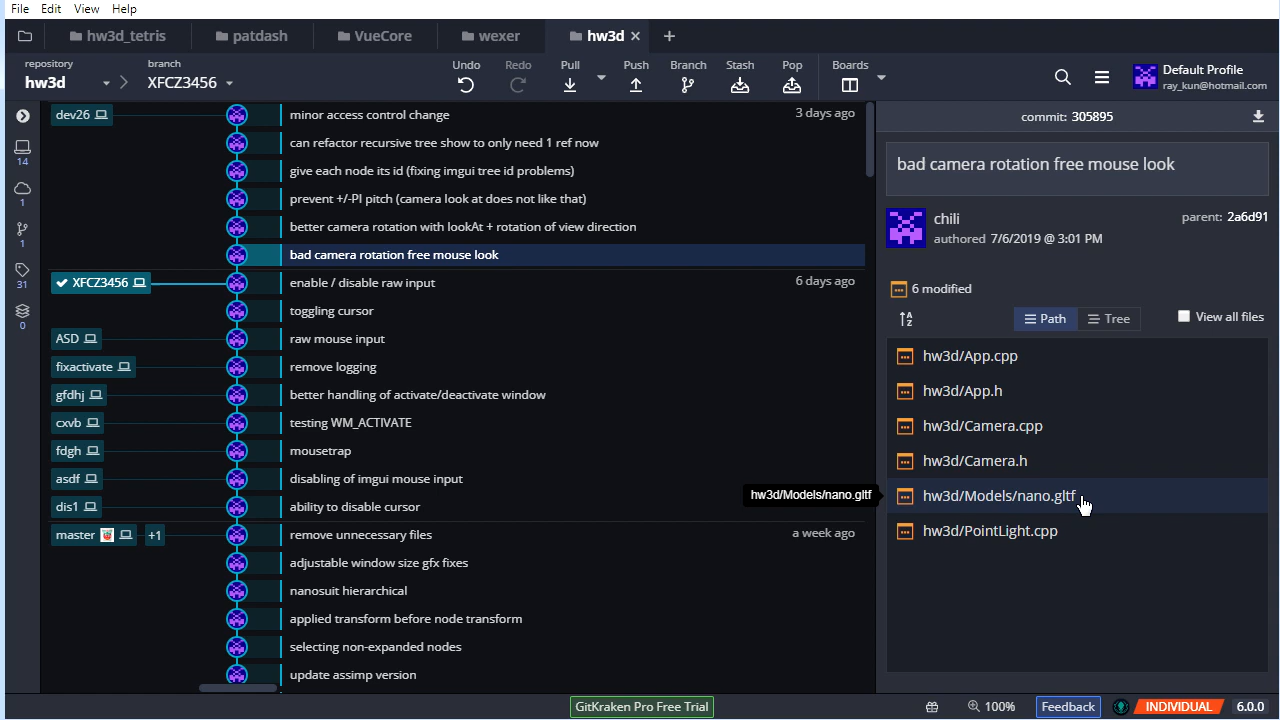 File Edit View Help
hw3d_tetris patdash VueCore wexer hw3d
repository branch Undo Redo Pull Push Branch Stash Pop Boards
hw3d XFCZ3456
Default Profile
ray_kun@hotmail.com
dev26 minor access control change 3 days ago
can refactor recursive tree show to only need 1 ref now
give each node its id (fixing imgui tree id problems)
prevent +/-PI pitch (camera look at does not like that)
better camera rotation with lookAt + rotation of view direction
bad camera rotation free mouse look
XFCZ3456 enable / disable raw input 6 days ago
toggling cursor
ASD raw mouse input
fixactivate remove logging
gfdhj better handling of activate/deactivate window
cxvb testing WM_ACTIVATE
fdgh mousetrap
asdf disabling of imgui mouse input
dis1 ability to disable cursor
master +1 remove unnecessary files a week ago
adjustable window size gfx fixes
nanosuit hierarchical
applied transform before node transform
selecting non-expanded nodes
update assimp version
14
1
1
31
0
commit: 305895
bad camera rotation free mouse look
chili
authored 7/6/2019 @ 3:01 PM
parent: 2a6d91
6 modified
Path Tree View all files
hw3d/App.cpp
hw3d/App.h
hw3d/Camera.cpp
hw3d/Camera.h
hw3d/Models/nano.gltf
hw3d/Models/nano.gltf
hw3d/PointLight.cpp
GitKraken Pro Free Trial 100% Feedback INDIVIDUAL 6.0.0